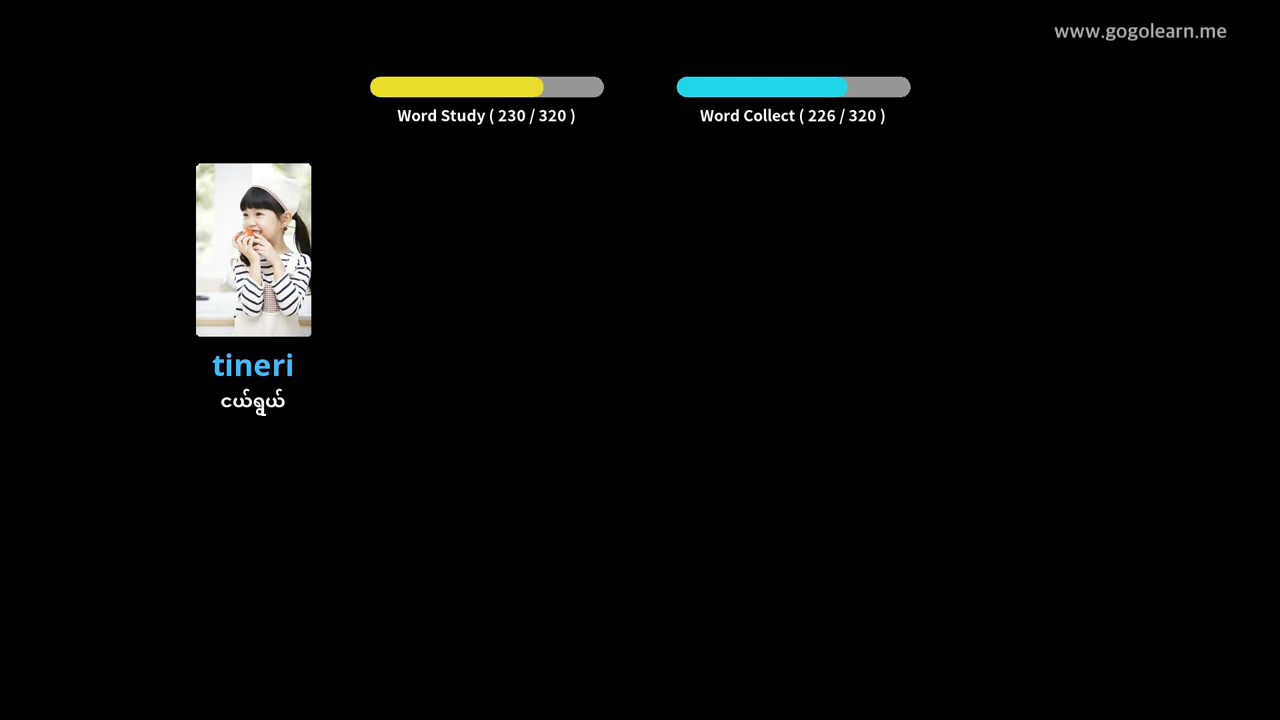 www.gogolearn.me
Word Study ( 230 / 320 )
Word Collect ( 226 / 320 )
tineri
ငယ်ရွယ်